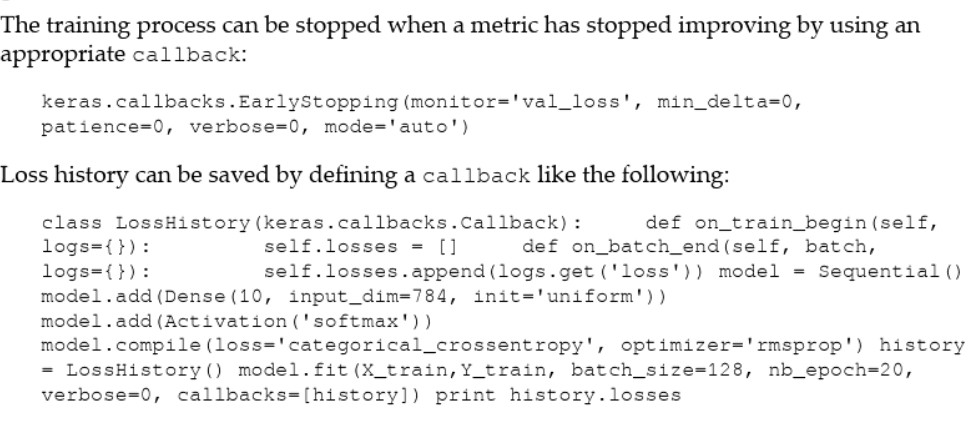 The training process can be stopped when a metric has stopped improving by using an
appropriate callback:
keras.callbacks.EarlyStopping(monitor='val_loss', min_delta=0,
patience=0, verbose=0, mode='auto')
Loss history can be saved by defining a callback like the following:
class LossHistory(keras.callbacks.Callback):     def on_train_begin(self,
logs={}):         self.losses = []     def on_batch_end(self, batch,
logs={}):         self.losses.append(logs.get('loss')) model = Sequential()
model.add(Dense(10, input_dim=784, init='uniform'))
model.add(Activation('softmax'))
model.compile(loss='categorical_crossentropy', optimizer='rmsprop') history
= LossHistory() model.fit(X_train,Y_train, batch_size=128, nb_epoch=20,
verbose=0, callbacks=[history]) print history.losses